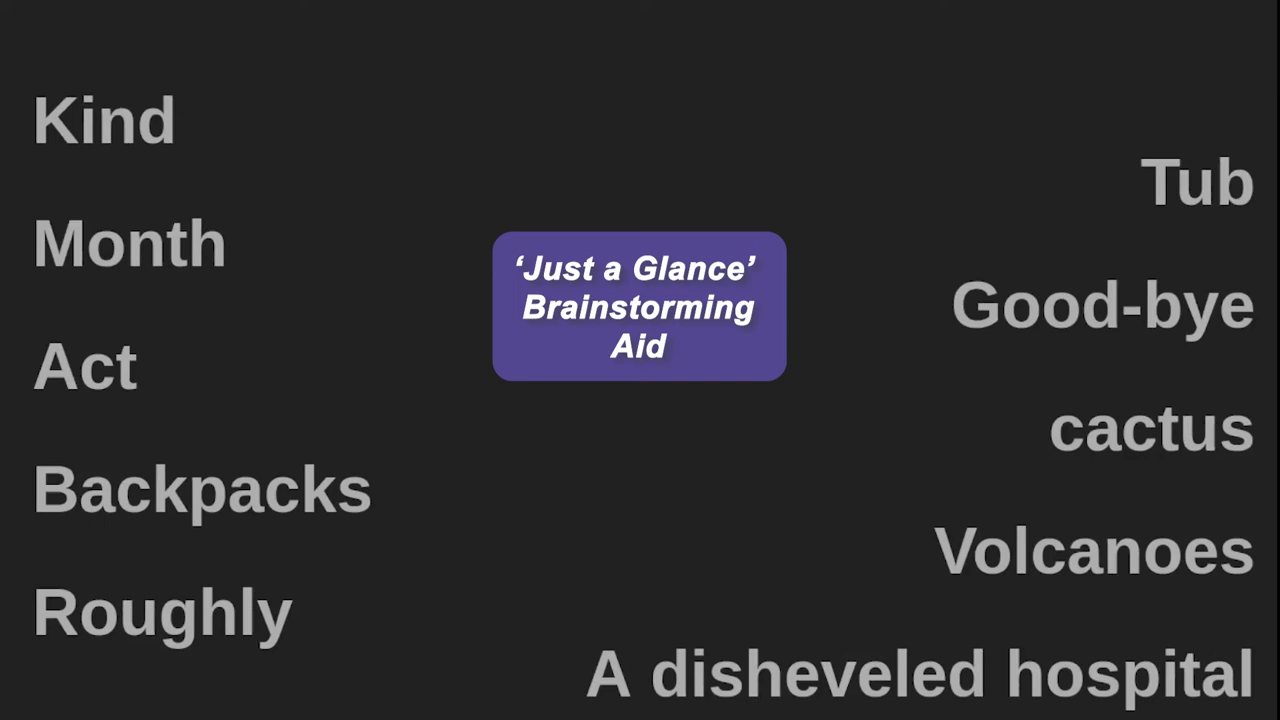 Kind
Tub
Month
‘Just a Glance’
Brainstorming
Aid
Good-bye
Act
cactus
Backpacks
Volcanoes
Roughly
A disheveled hospital